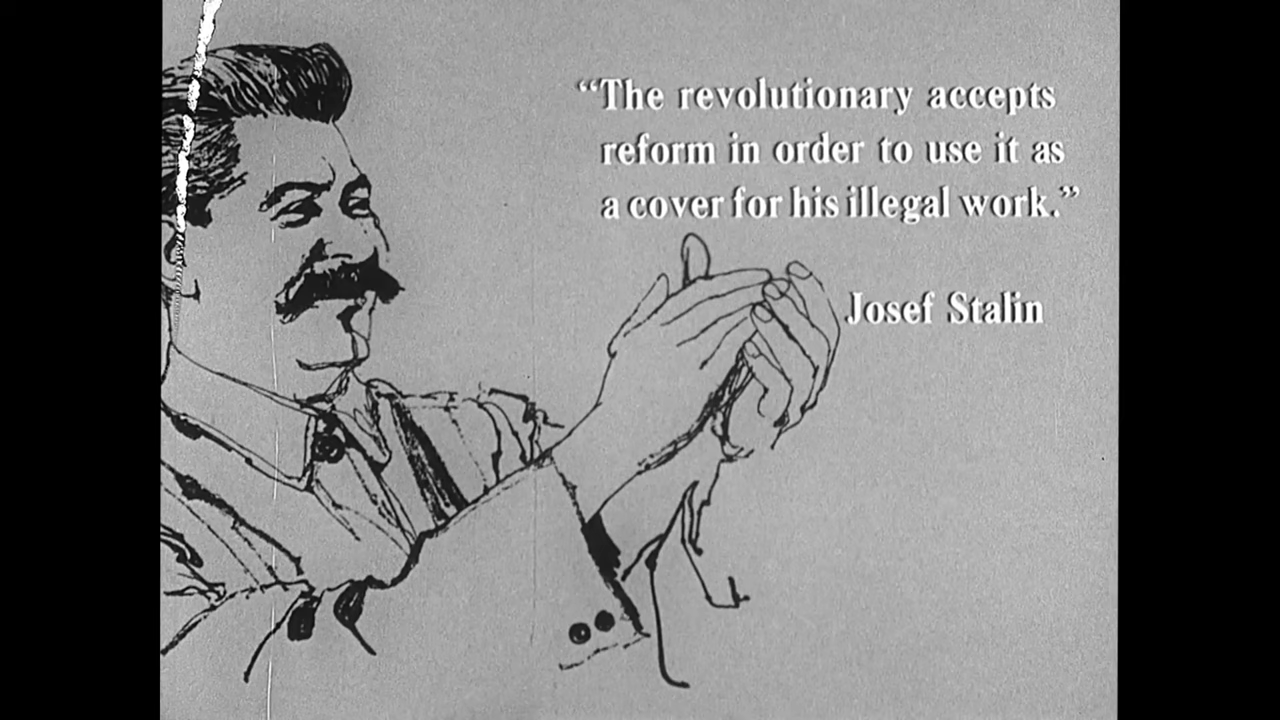 “The revolutionary accepts
reform in order to use it as
a cover for his illegal work.”
Josef Stalin